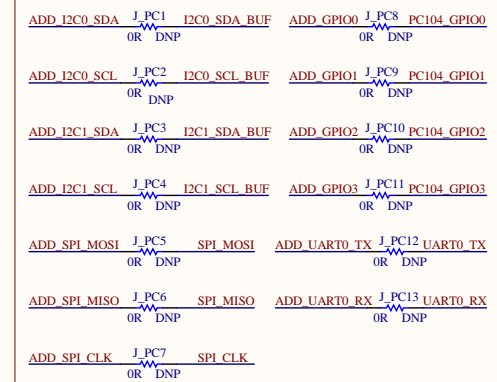 ADD_I2C0_SDA J_PC1 I2C0_SDA_BUF ADD_GPIO0 J_PC8 PC104_GPIO0
0R DNP 0R DNP
ADD_I2C0_SCL J_PC2 I2C0_SCL_BUF ADD_GPIO1 J_PC9 PC104_GPIO1
0R DNP 0R DNP
ADD_I2C1_SDA J_PC3 I2C1_SDA_BUF ADD_GPIO2 J_PC10 PC104_GPIO2
0R DNP 0R DNP
ADD_I2C1_SCL J_PC4 I2C1_SCL_BUF ADD_GPIO3 J_PC11 PC104_GPIO3
0R DNP 0R DNP
ADD_SPI_MOSI J_PC5 SPI_MOSI ADD_UART0_TX J_PC12 UART0_TX
0R DNP 0R DNP
ADD_SPI_MISO J_PC6 SPI_MISO ADD_UART0_RX J_PC13 UART0_RX
0R DNP 0R DNP
ADD_SPI_CLK J_PC7 SPI_CLK
0R DNP